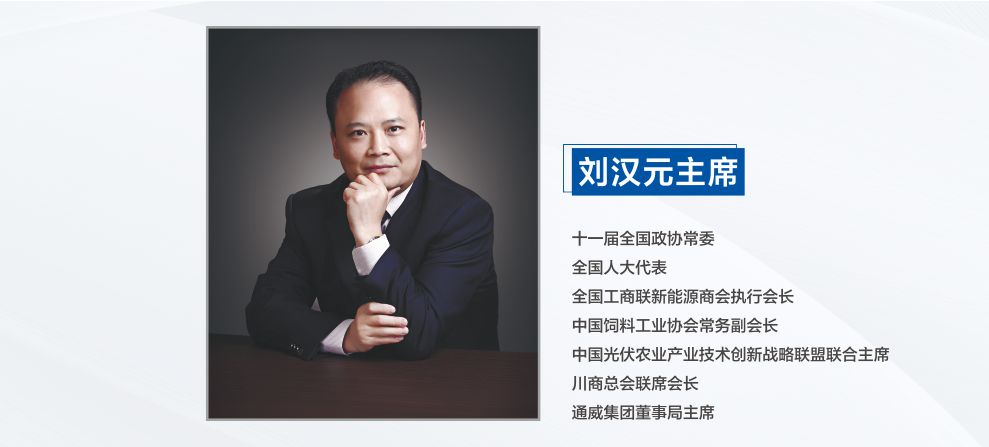 刘汉元主席
十一届全国政协常委
全国人大代表
全国工商联新能源商会执行会长
中国饲料工业协会常务副会长
中国光伏农业产业技术创新战略联盟联合主席
川商总会联席会长
通威集团董事局主席